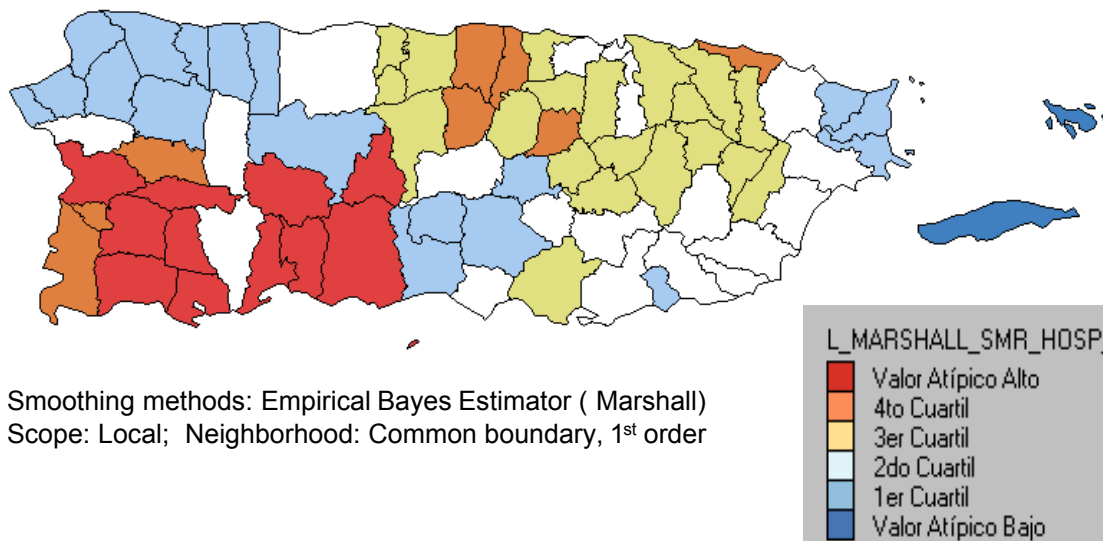 Smoothing methods: Empirical Bayes Estimator ( Marshall)
Scope: Local; Neighborhood: Common boundary, 1st order
L_MARSHALL_SMR_HOSP_
Valor Atípico Alto
4to Cuartil
3er Cuartil
2do Cuartil
1er Cuartil
Valor Atípico Bajo